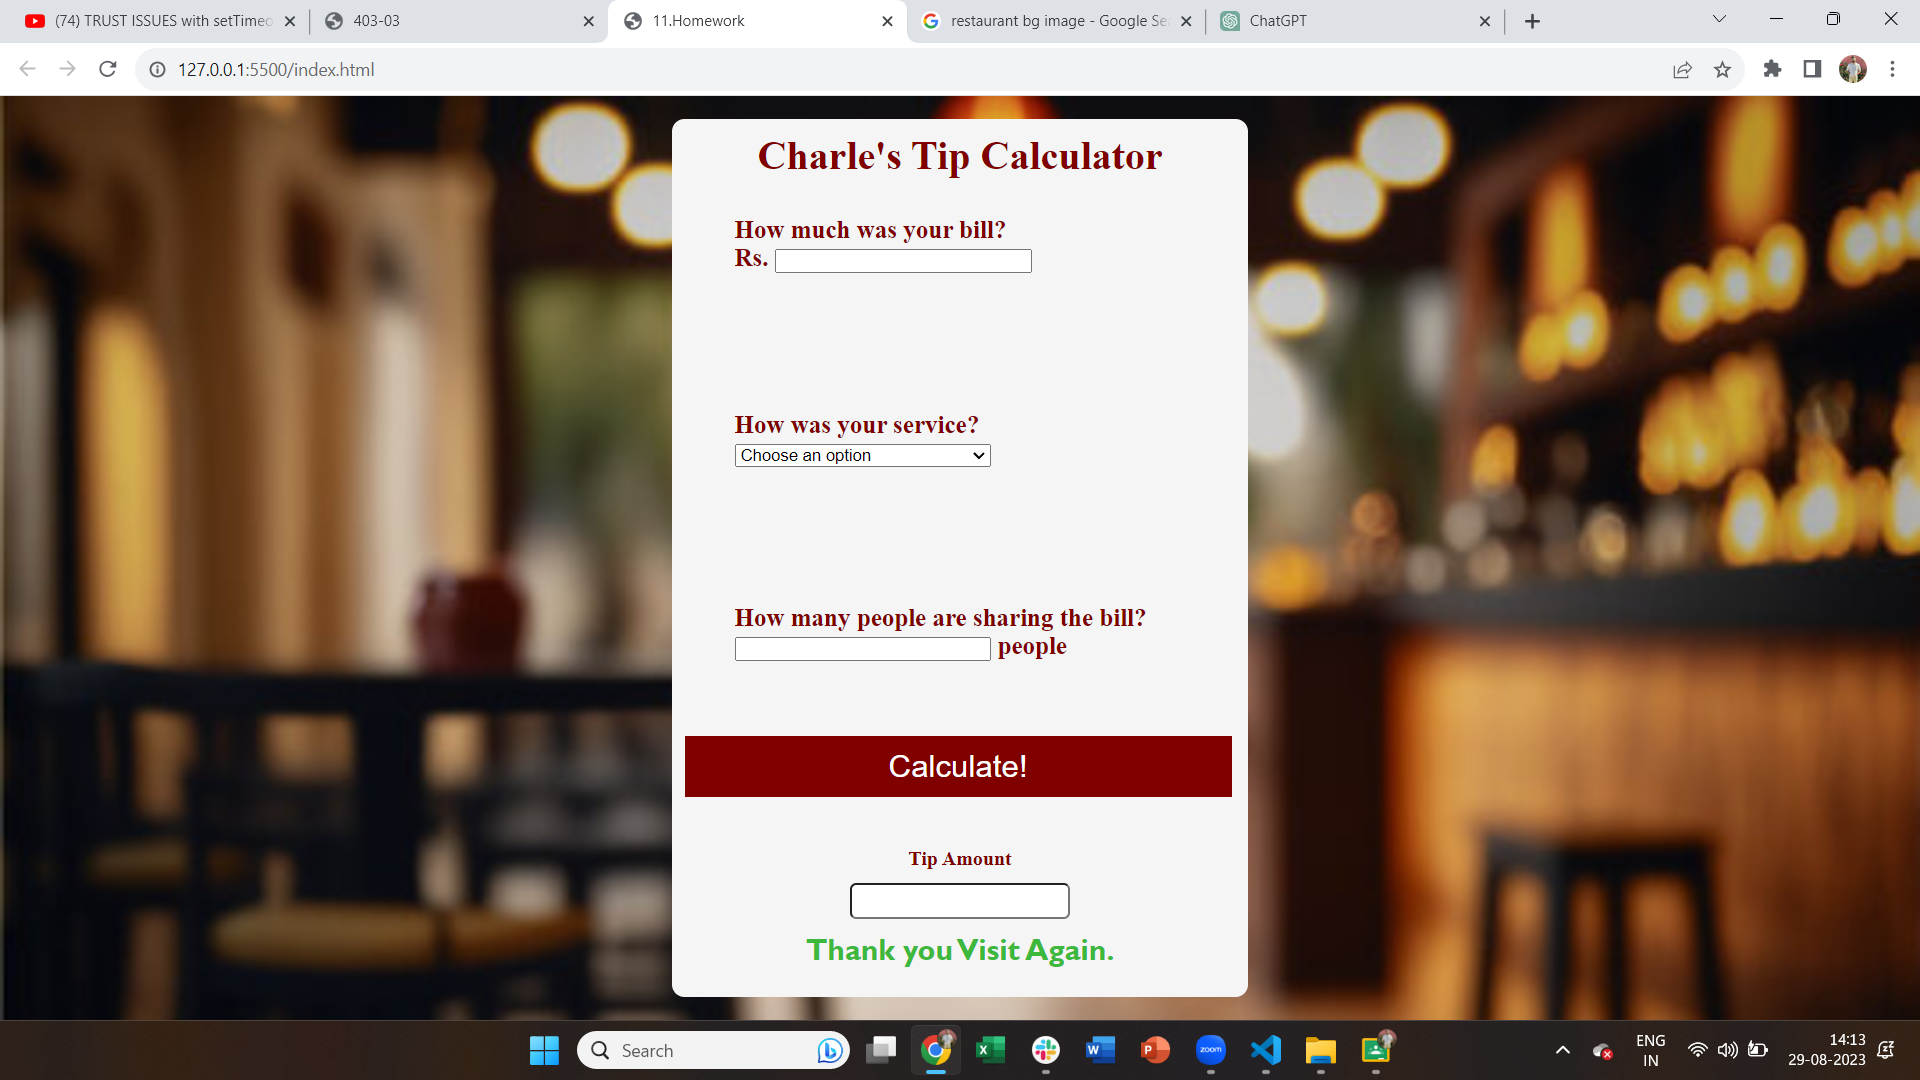 (74) TRUST ISSUES with setTimeo
403-03
11.Homework
restaurant bg image - Google Se
ChatGPT
127.0.0.1:5500/index.html
Charle's Tip Calculator
How much was your bill?
Rs.
How was your service?
Choose an option
How many people are sharing the bill?
people
Calculate!
Tip Amount
Thank you Visit Again.
Search
zoom
ENG
IN
14:13
29-08-2023